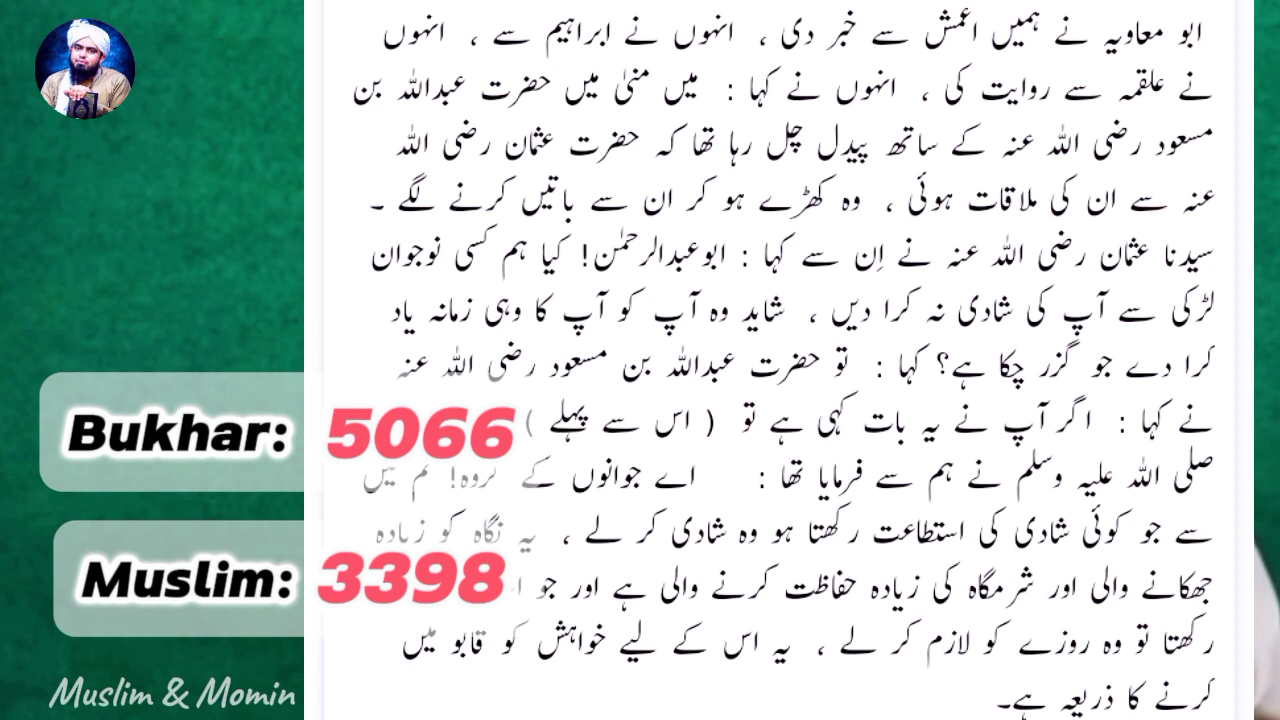 ابو معاویہ نے ہمیں اعمش سے خبر دی ، انہوں نے ابراہیم سے ، انہوں
نے علقمہ سے روایت کی ، انہوں نے کہا : میں منیٰ میں حضرت عبداللہ بن
مسعود رضی اللہ عنہ کے ساتھ پیدل چل رہا تھا کہ حضرت عثمان رضی اللہ
عنہ سے ان کی ملاقات ہوئی ، وہ کھڑے ہو کر ان سے باتیں کرنے لگے ۔
سیدنا عثمان رضی اللہ عنہ نے اِن سے کہا : ابوعبدالرحمٰن! کیا ہم کسی نوجوان
لڑکی سے آپ کی شادی نہ کرا دیں ، شاید وہ آپ کو آپ کا وہی زمانہ یاد
کرا دے جو گزر چکا ہے؟ کہا : تو حضرت عبداللہ بن مسعود رضی اللہ عنہ
نے کہا : اگر آپ نے یہ بات کہی ہے تو ( اس سے پہلے )
Bukhar: 5066
صلی اللہ علیہ وسلم نے ہم سے فرمایا تھا : اے جوانوں کے گروہ! تم میں
سے جو کوئی شادی کی استطاعت رکھتا ہو وہ شادی کر لے ، یہ نگاہ کو زیادہ
جھکانے والی اور شرمگاہ کی زیادہ حفاظت کرنے والی ہے اور جو
Muslim: 3398
رکھتا تو وہ روزے کو لازم کر لے ، یہ اس کے لیے خواہش کو قابو میں
کرنے کا ذریعہ ہے۔
Muslim & Momin